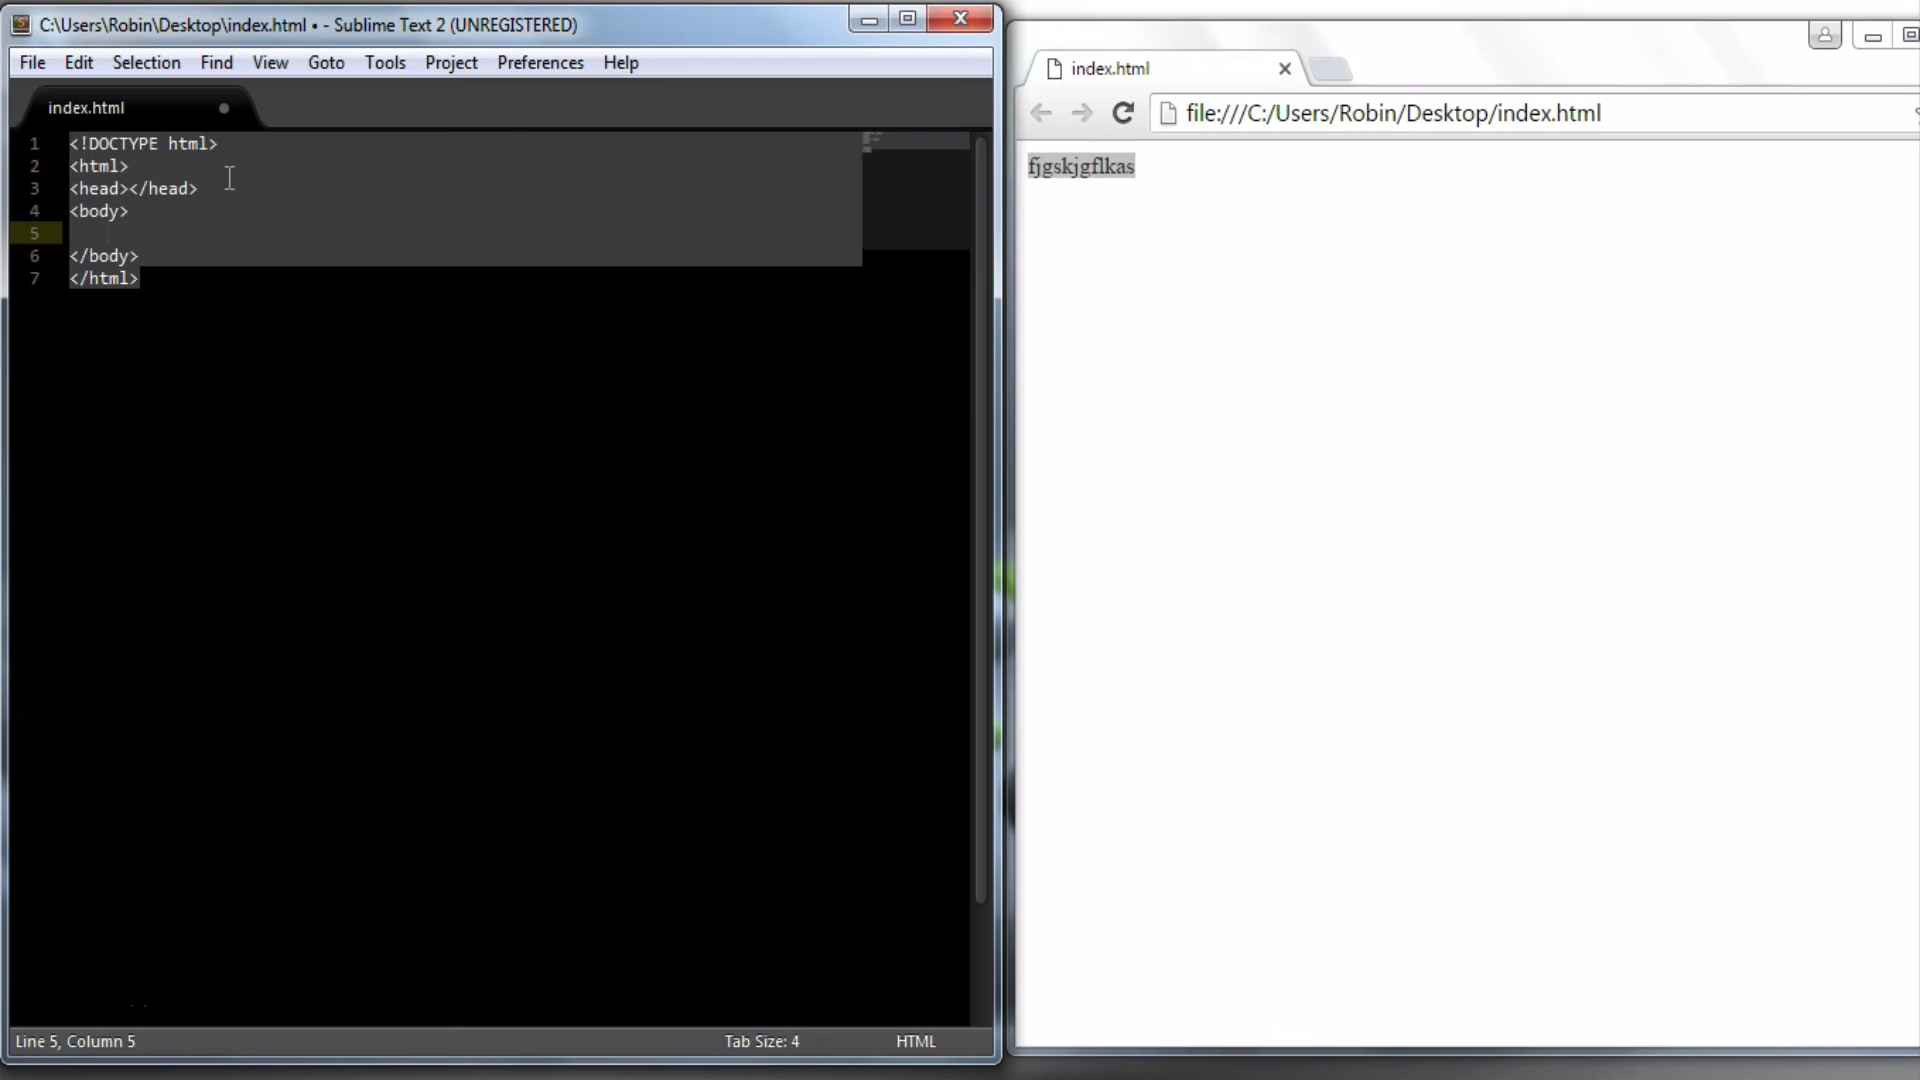 C:\Users\Robin\Desktop\index.html • - Sublime Text 2 (UNREGISTERED)
File Edit Selection Find View Goto Tools Project Preferences Help
index.html
1 <!DOCTYPE html>
2 <html>
3 <head></head>
4 <body>
5
6 </body>
7 </html>
Line 5, Column 5 Tab Size: 4 HTML
index.html
file:///C:/Users/Robin/Desktop/index.html
fjgskjgflkas